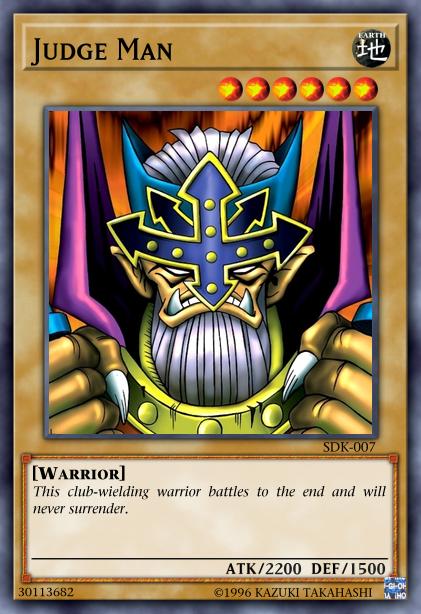 JUDGE MAN
EARTH
地
SDK-007
[WARRIOR]
This club-wielding warrior battles to the end and will
never surrender.
ATK/2200 DEF/1500
30113682
©1996 KAZUKI TAKAHASHI